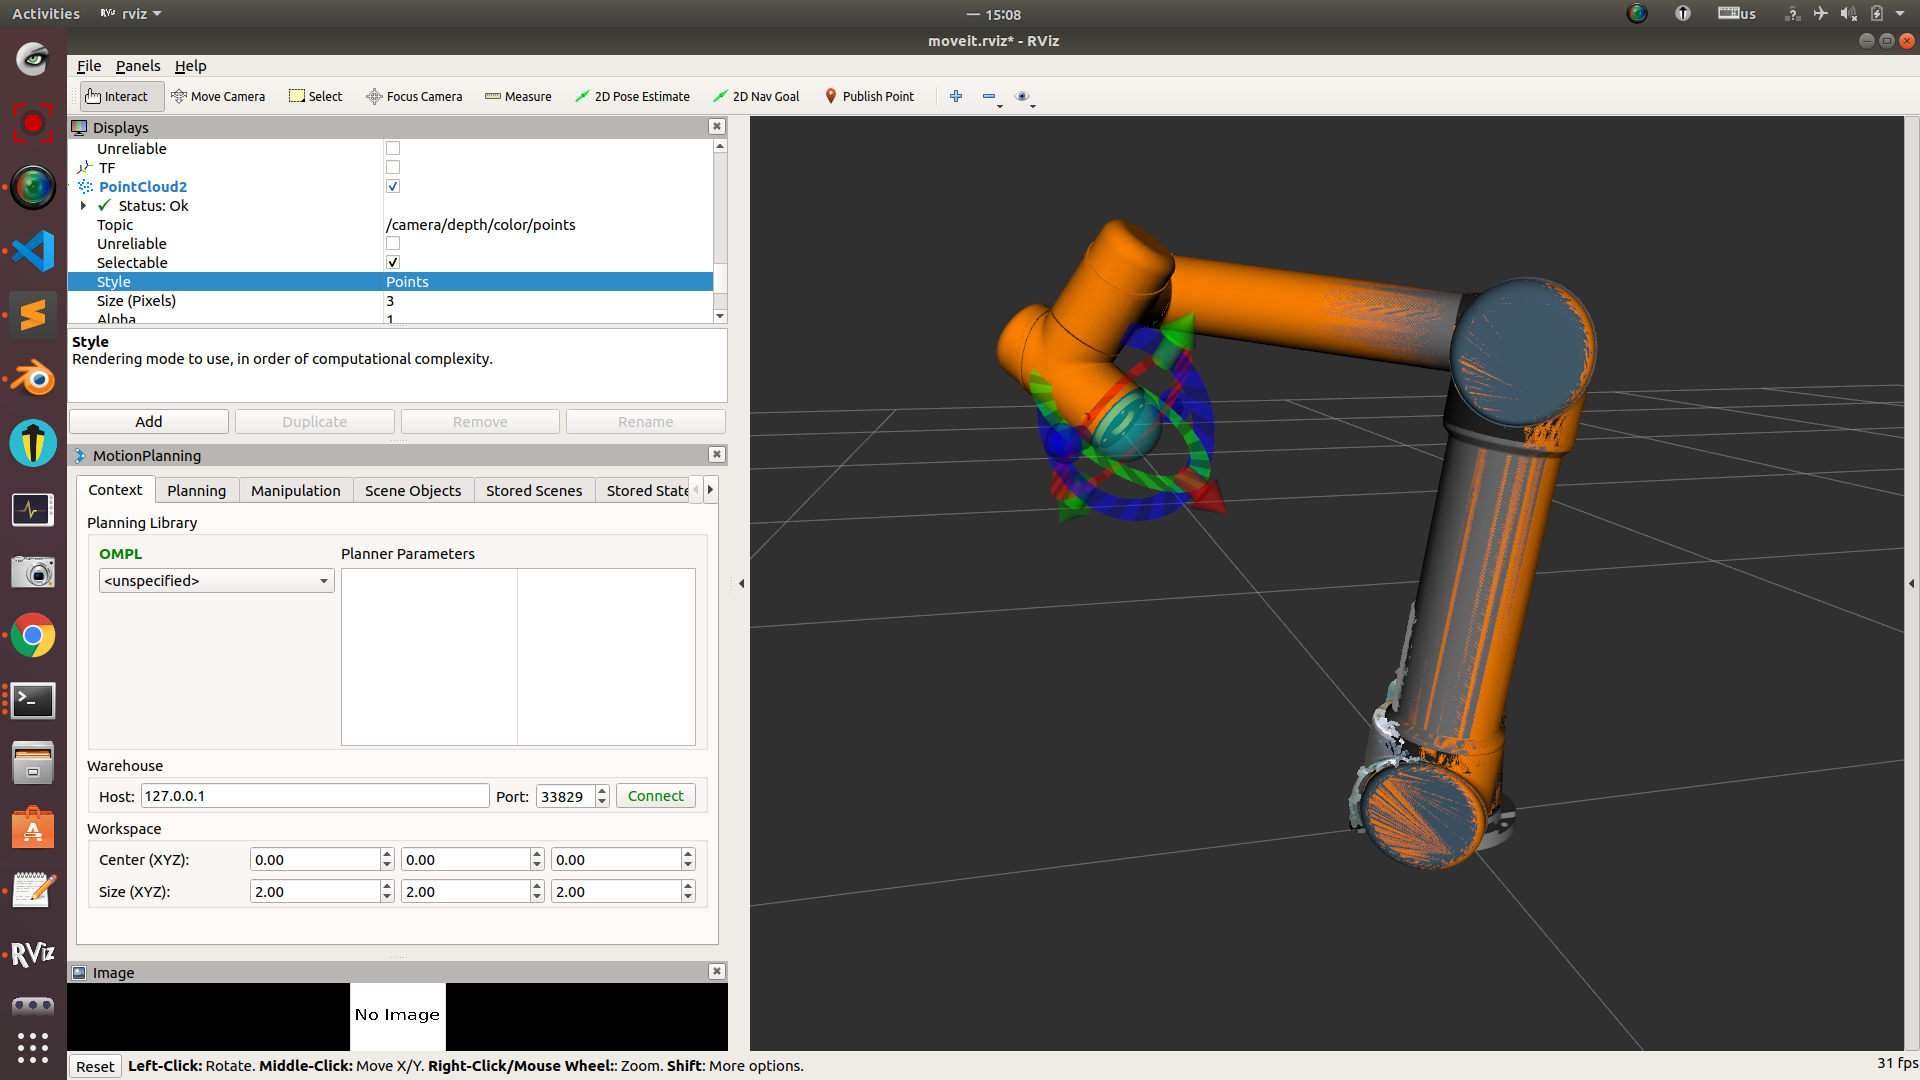 Activities RViz rviz 15:08 us
moveit.rviz* - RViz
File Panels Help
Interact Move Camera Select Focus Camera Measure 2D Pose Estimate 2D Nav Goal Publish Point
Displays
Unreliable
TF
PointCloud2
Status: Ok
Topic /camera/depth/color/points
Unreliable
Selectable
Style Points
Size (Pixels) 3
Alpha 1
Style
Rendering mode to use, in order of computational complexity.
Add Duplicate Remove Rename
MotionPlanning
Context Planning Manipulation Scene Objects Stored Scenes Stored State
Planning Library
OMPL Planner Parameters
<unspecified>
Warehouse
Host: 127.0.0.1 Port: 33829 Connect
Workspace
Center (XYZ): 0.00 0.00 0.00
Size (XYZ): 2.00 2.00 2.00
RViz
Image
No Image
Reset Left-Click: Rotate. Middle-Click: Move X/Y. Right-Click/Mouse Wheel:: Zoom. Shift: More options. 31 fps